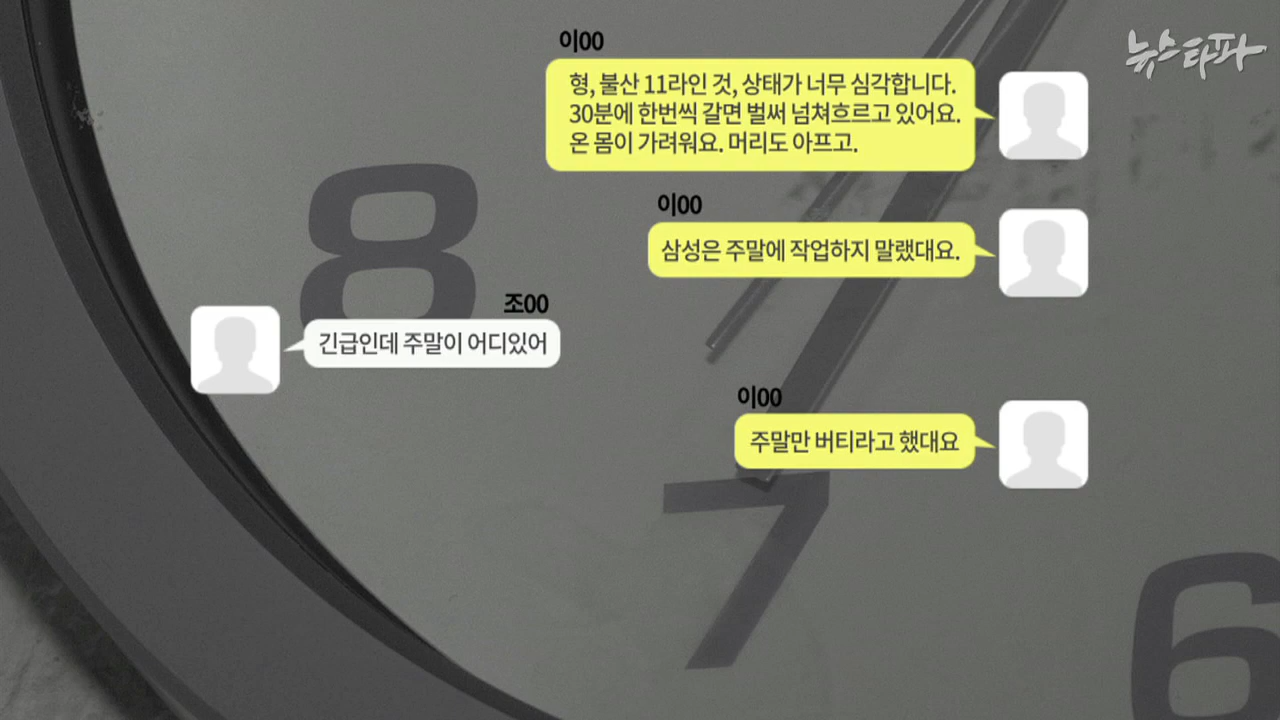 뉴스타파
이00
형, 불산 11라인 것, 상태가 너무 심각합니다.
30분에 한번씩 갈면 벌써 넘쳐흐르고 있어요.
온 몸이 가려워요. 머리도 아프고.
이00
삼성은 주말에 작업하지 말랬대요.
조00
긴급인데 주말이 어디있어
이00
주말만 버티라고 했대요
8
7
6